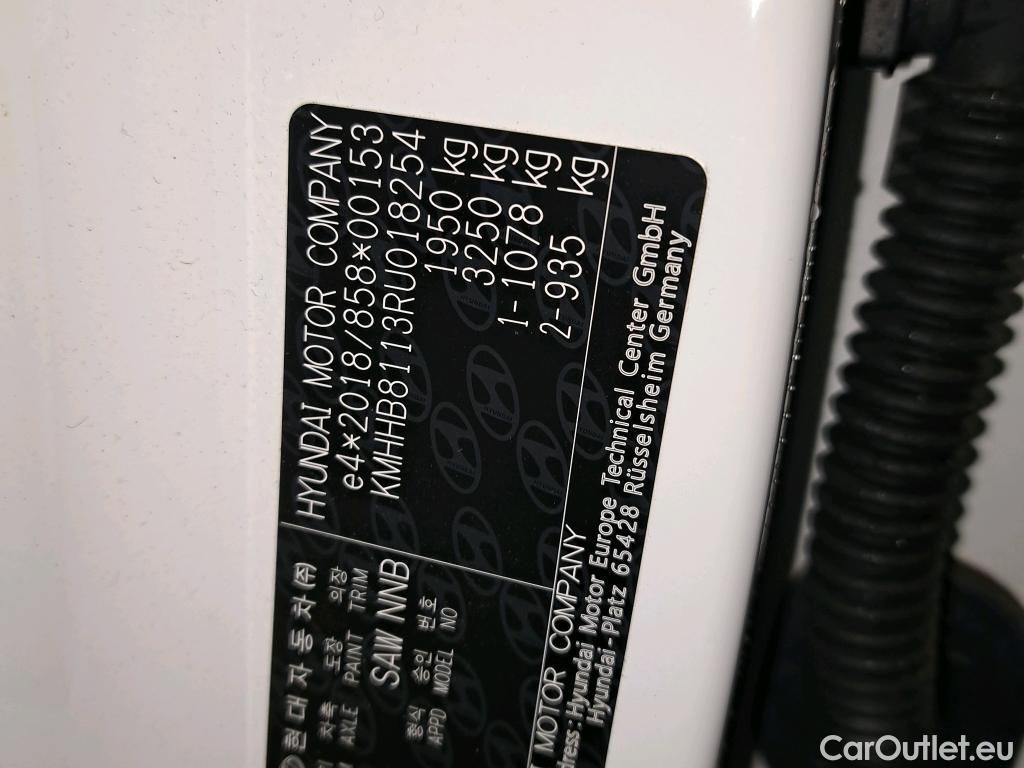 HYUNDAI MOTOR COMPANY
e4*2018/858*00153
KMHHB8113RU018254
1950 kg
3250 kg
1-1078 kg
2-935 kg
현대자동차(주)
차축 도장 의장
AXLE PAINT TRIM
SAW NNB
형식 승인 번호
APPD MODEL NO
MOTOR COMPANY
Hyundai Motor Europe Technical Center GmbH
Hyundai-Platz 65428 Rüsselsheim Germany
HYUNDAI
CarOutlet.eu